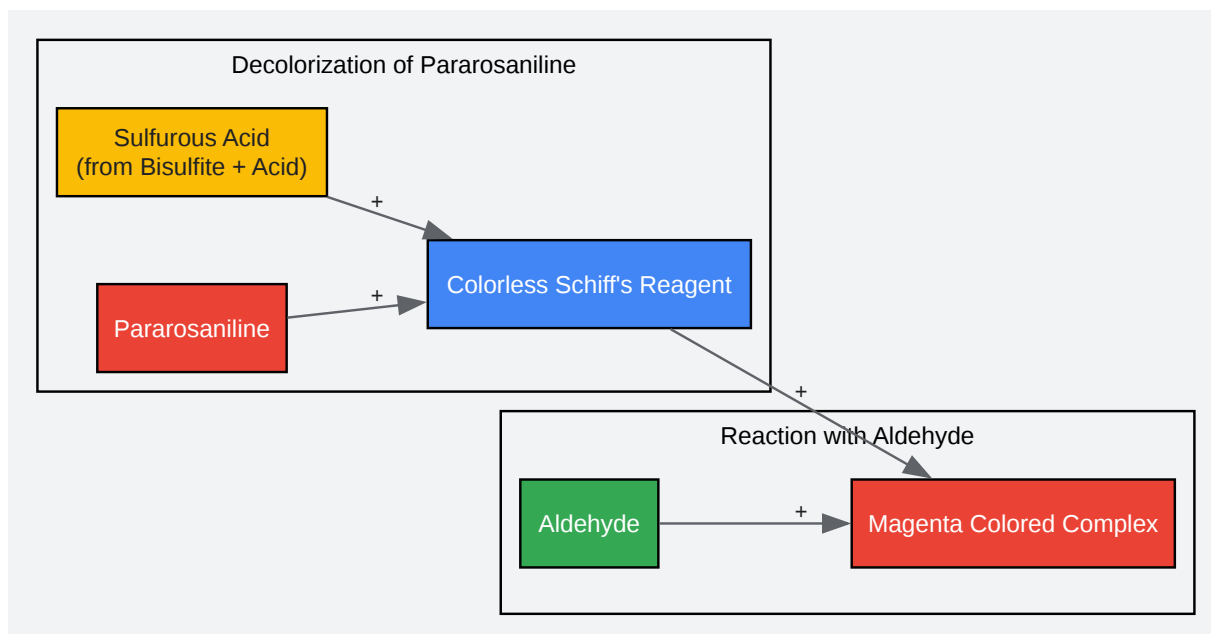 Decolorization of Pararosaniline
Sulfurous Acid
(from Bisulfite + Acid)
+
Colorless Schiff's Reagent
+
Pararosaniline
+
Reaction with Aldehyde
Aldehyde
+
Magenta Colored Complex